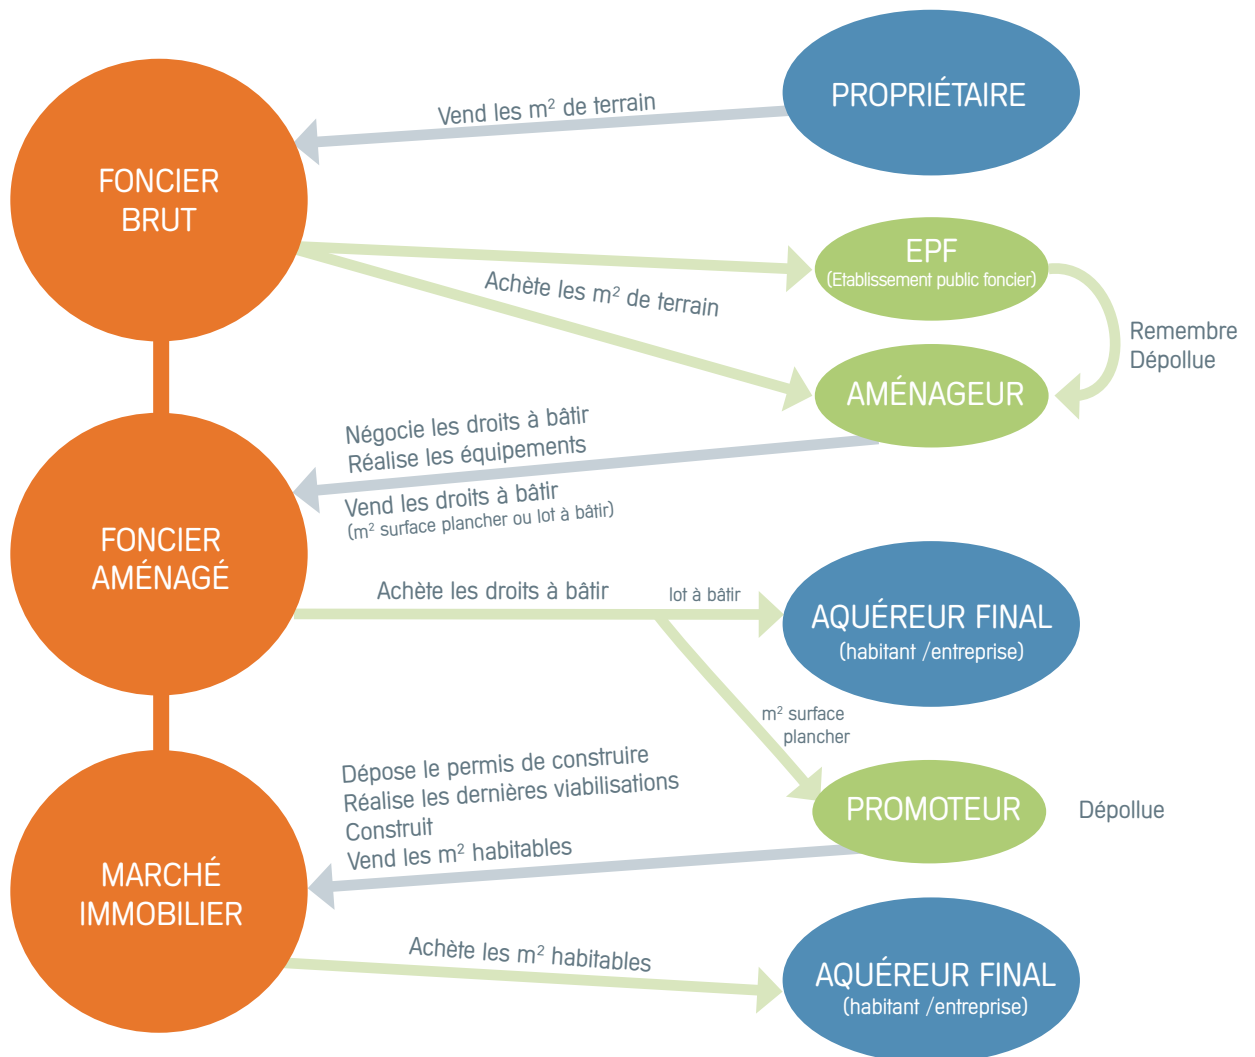 PROPRIÉTAIRE
Vend les m² de terrain
FONCIER
BRUT
EPF
(Etablissement public foncier)
Achète les m² de terrain
Remembre
Dépollue
AMÉNAGEUR
Négocie les droits à bâtir
Réalise les équipements
Vend les droits à bâtir
(m² surface plancher ou lot à bâtir)
FONCIER
AMÉNAGÉ
Achète les droits à bâtir
lot à bâtir
AQUÉREUR FINAL
(habitant /entreprise)
m² surface
plancher
Dépose le permis de construire
Réalise les dernières viabilisations
Construit
Vend les m² habitables
PROMOTEUR
Dépollue
MARCHÉ
IMMOBILIER
Achète les m² habitables
AQUÉREUR FINAL
(habitant /entreprise)